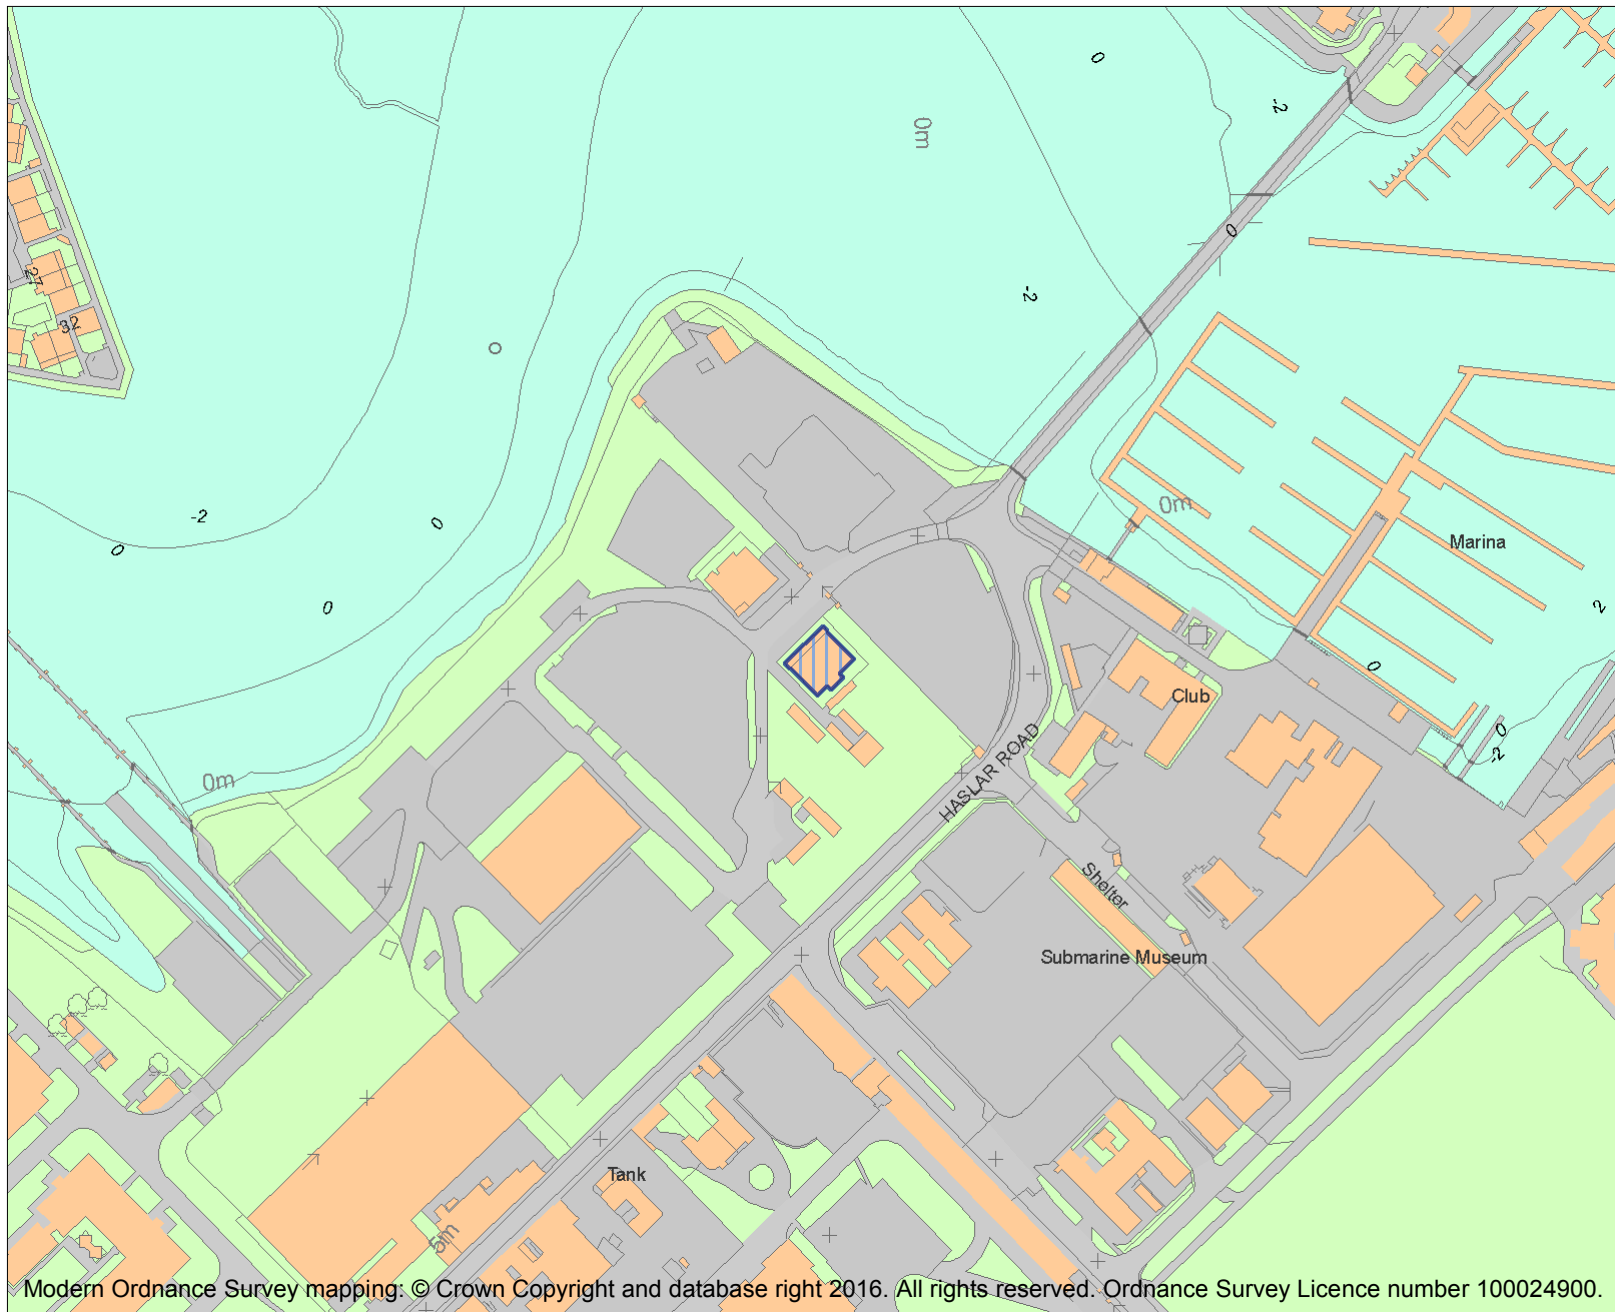 0
-2
0m
0
27
-2
32
0
0m
-2
0
Marina
0
0
2
0
Club
0
-2
0m
HASLAR ROAD
Shelter
Submarine Museum
Tank
5m
Modern Ordnance Survey mapping: © Crown Copyright and database right 2016. All rights reserved. Ordnance Survey Licence number 100024900.